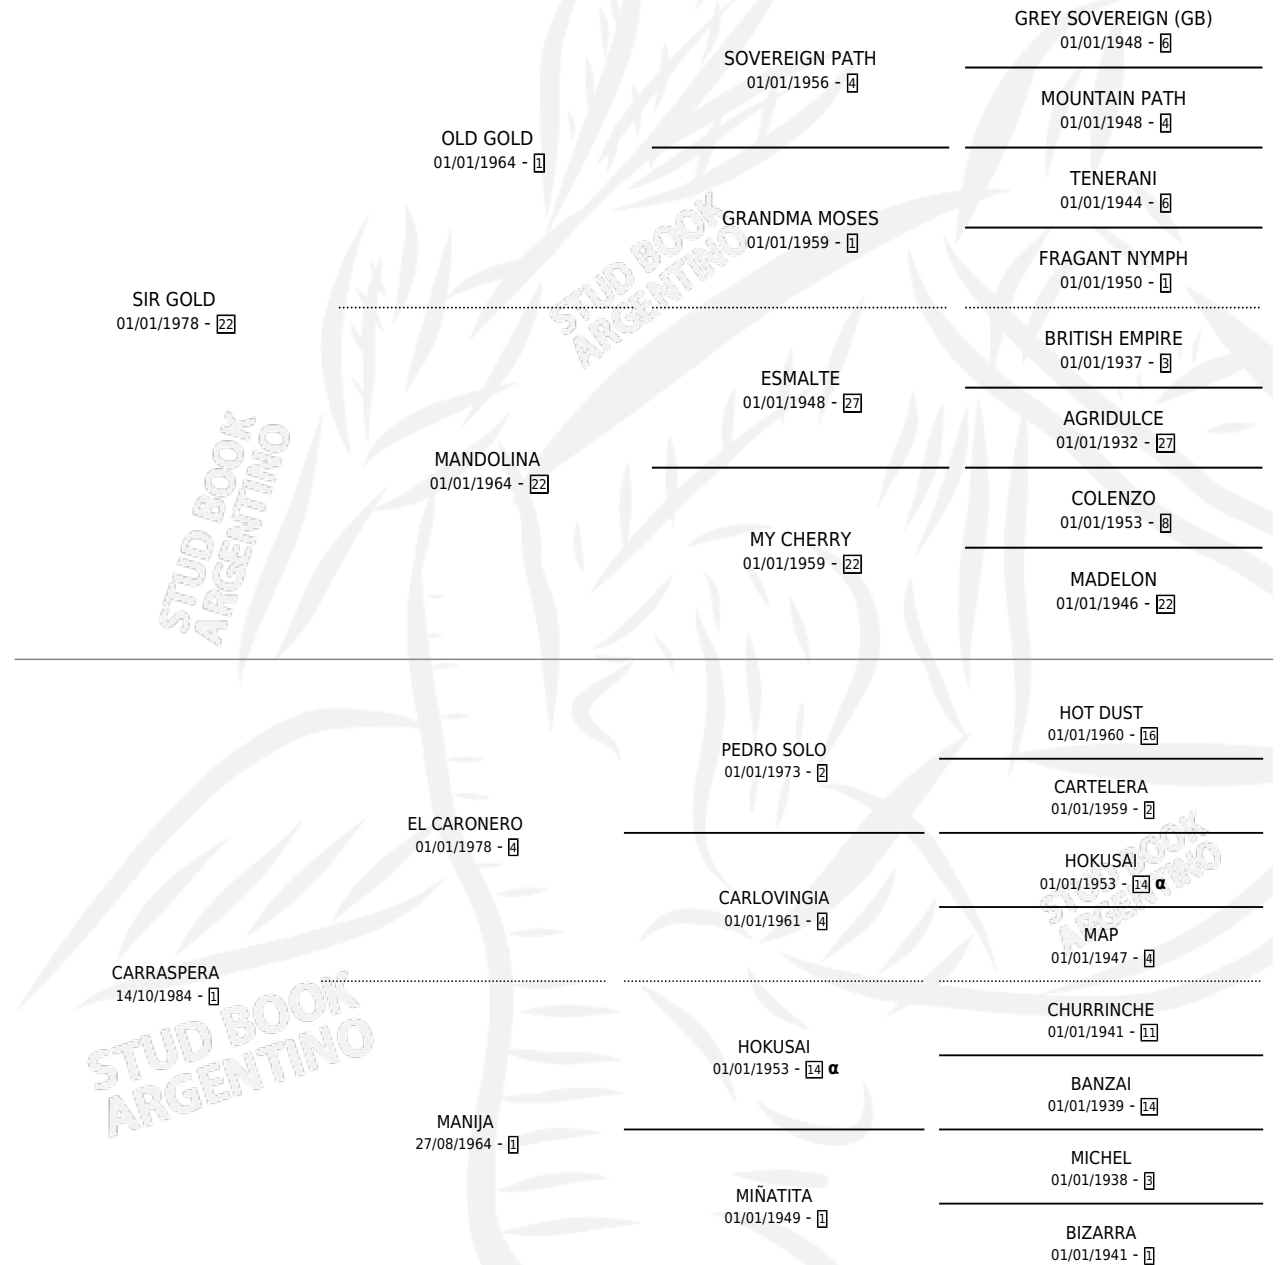 GREY SOVEREIGN (GB)
01/01/1948 - 6
SOVEREIGN PATH
01/01/1956 - 4
MOUNTAIN PATH
01/01/1948 - 4
OLD GOLD
01/01/1964 - 1
TENERANI
01/01/1944 - 6
GRANDMA MOSES
01/01/1959 - 1
FRAGANT NYMPH
01/01/1950 - 1
SIR GOLD
01/01/1978 - 22
BRITISH EMPIRE
01/01/1937 - 3
ESMALTE
01/01/1948 - 27
AGRIDULCE
01/01/1932 - 27
MANDOLINA
01/01/1964 - 22
COLENZO
01/01/1953 - 8
MY CHERRY
01/01/1959 - 22
MADELON
01/01/1946 - 22
HOT DUST
01/01/1960 - 16
PEDRO SOLO
01/01/1973 - 2
CARTELERA
01/01/1959 - 2
EL CARONERO
01/01/1978 - 4
HOKUSAI
01/01/1953 - 14 α
CARLOVINGIA
01/01/1961 - 4
MAP
01/01/1947 - 4
CARRASPERA
14/10/1984 - 1
CHURRINCHE
01/01/1941 - 11
HOKUSAI
01/01/1953 - 14 α
BANZAI
01/01/1939 - 14
MANIJA
27/08/1964 - 1
MICHEL
01/01/1938 - 3
MIÑATITA
01/01/1949 - 1
BIZARRA
01/01/1941 - 1
STUD BOOK
ARGENTINO
STUD BOOK
ARGENTINO
STUD BOOK
ARGENTINO
STUD BOOK
ARGENTINO